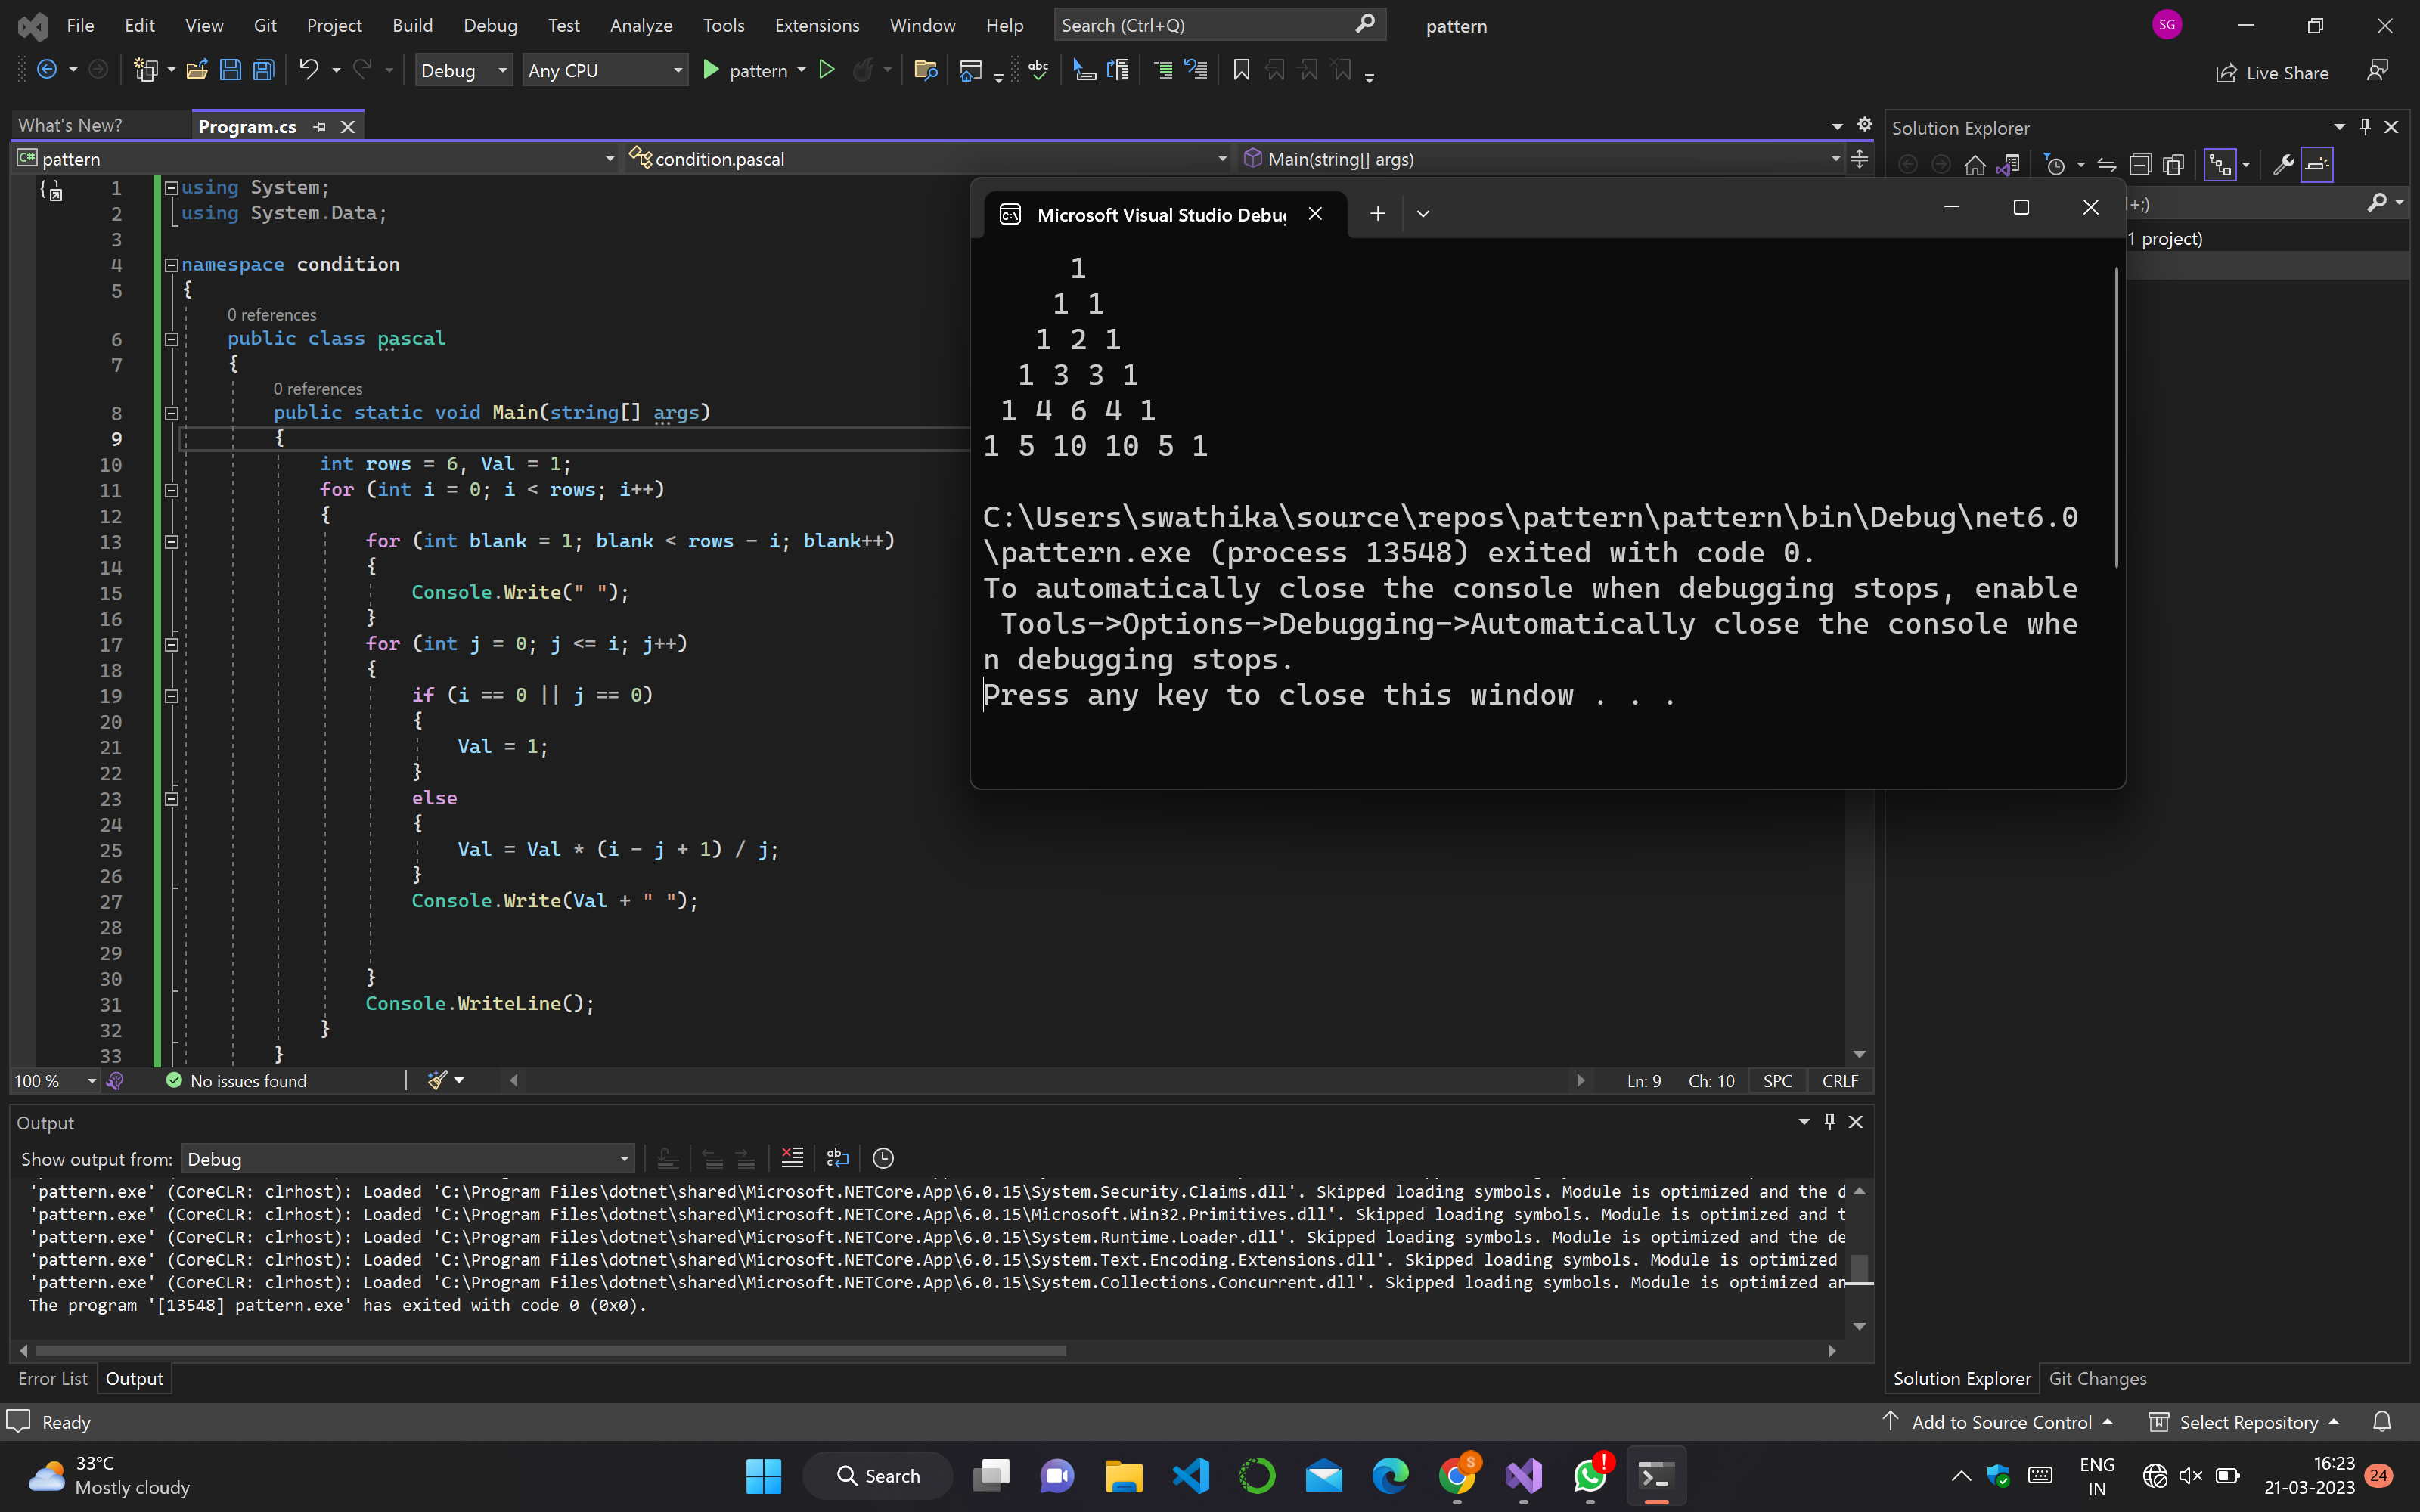 File Edit View Git Project Build Debug Test Analyze Tools Extensions Window Help Search (Ctrl+Q) pattern SG
Debug Any CPU pattern Live Share
What's New? Program.cs
pattern condition.pascal Main(string[] args)
1 using System;
2 using System.Data;
3
4 namespace condition
5 {
0 references
6 public class pascal
7 {
0 references
8 public static void Main(string[] args)
9 {
10 int rows = 6, Val = 1;
11 for (int i = 0; i < rows; i++)
12 {
13 for (int blank = 1; blank < rows - i; blank++)
14 {
15 Console.Write(" ");
16 }
17 for (int j = 0; j <= i; j++)
18 {
19 if (i == 0 || j == 0)
20 {
21 Val = 1;
22 }
23 else
24 {
25 Val = Val * (i - j + 1) / j;
26 }
27 Console.Write(Val + " ");
28
29
30 }
31 Console.WriteLine();
32 }
33 }
100 % No issues found Ln: 9 Ch: 10 SPC CRLF
Microsoft Visual Studio Debu
1
1 1
1 2 1
1 3 3 1
1 4 6 4 1
1 5 10 10 5 1
C:\Users\swathika\source\repos\pattern\pattern\bin\Debug\net6.0
\pattern.exe (process 13548) exited with code 0.
To automatically close the console when debugging stops, enable
Tools->Options->Debugging->Automatically close the console whe
n debugging stops.
Press any key to close this window . . .
Solution Explorer
+;)
1 project)
Output
Show output from: Debug
'pattern.exe' (CoreCLR: clrhost): Loaded 'C:\Program Files\dotnet\shared\Microsoft.NETCore.App\6.0.15\System.Security.Claims.dll'. Skipped loading symbols. Module is optimized and the d
'pattern.exe' (CoreCLR: clrhost): Loaded 'C:\Program Files\dotnet\shared\Microsoft.NETCore.App\6.0.15\Microsoft.Win32.Primitives.dll'. Skipped loading symbols. Module is optimized and t
'pattern.exe' (CoreCLR: clrhost): Loaded 'C:\Program Files\dotnet\shared\Microsoft.NETCore.App\6.0.15\System.Runtime.Loader.dll'. Skipped loading symbols. Module is optimized and the de
'pattern.exe' (CoreCLR: clrhost): Loaded 'C:\Program Files\dotnet\shared\Microsoft.NETCore.App\6.0.15\System.Text.Encoding.Extensions.dll'. Skipped loading symbols. Module is optimized
'pattern.exe' (CoreCLR: clrhost): Loaded 'C:\Program Files\dotnet\shared\Microsoft.NETCore.App\6.0.15\System.Collections.Concurrent.dll'. Skipped loading symbols. Module is optimized an
The program '[13548] pattern.exe' has exited with code 0 (0x0).
Error List Output
Solution Explorer Git Changes
Ready Add to Source Control Select Repository
33°C
Mostly cloudy
Search
ENG
IN
16:23
21-03-2023
24